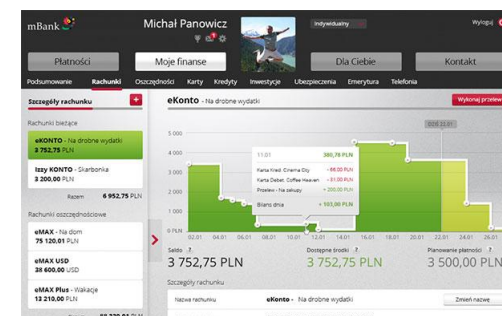 mBank
Michał Panowicz
Indywidualny
Wyloguj
Płatności
Moje finanse
Dla Ciebie
Kontakt
Podsumowanie Rachunki Oszczędności Karty Kredyty Inwestycje Ubezpieczenia Emerytura Telefonia
Szczegóły rachunku
eKonto - Na drobne wydatki
Wykonaj przelew
Rachunki bieżące
eKONTO - Na drobne wydatki
3 752,75 PLN
Izzy KONTO - Skarbonka
3 200,00 PLN
Razem 6 952,75 PLN
Rachunki oszczędnościowe
eMAX - Na dom
75 120,01 PLN
eMAX USD
38 600,00 USD
eMAX Plus - Wakacje
13 210,00 PLN
5 000
4 000
3 000
2 000
1 000
0 PLN
11.01 380,78 PLN
Karta Kred. Cinema City
Karta Debet. Coffee Heaven
Przelew - Na zakupy + 200,00 PLN
Bilans dnia + 103,00 PLN
02.01 04.01 06.01 08.01 10.01 12.01 14.01 16.01 18.01 20.01 22.01 24.01 26.01
Saldo ?
3 752,75 PLN
Dostępne środki ?
3 752,75 PLN
Planowane płatności ?
3 500,00 PLN
Szczegóły rachunku
Nazwa rachunku eKonto - Na drobne wydatki
Zmień nazwę